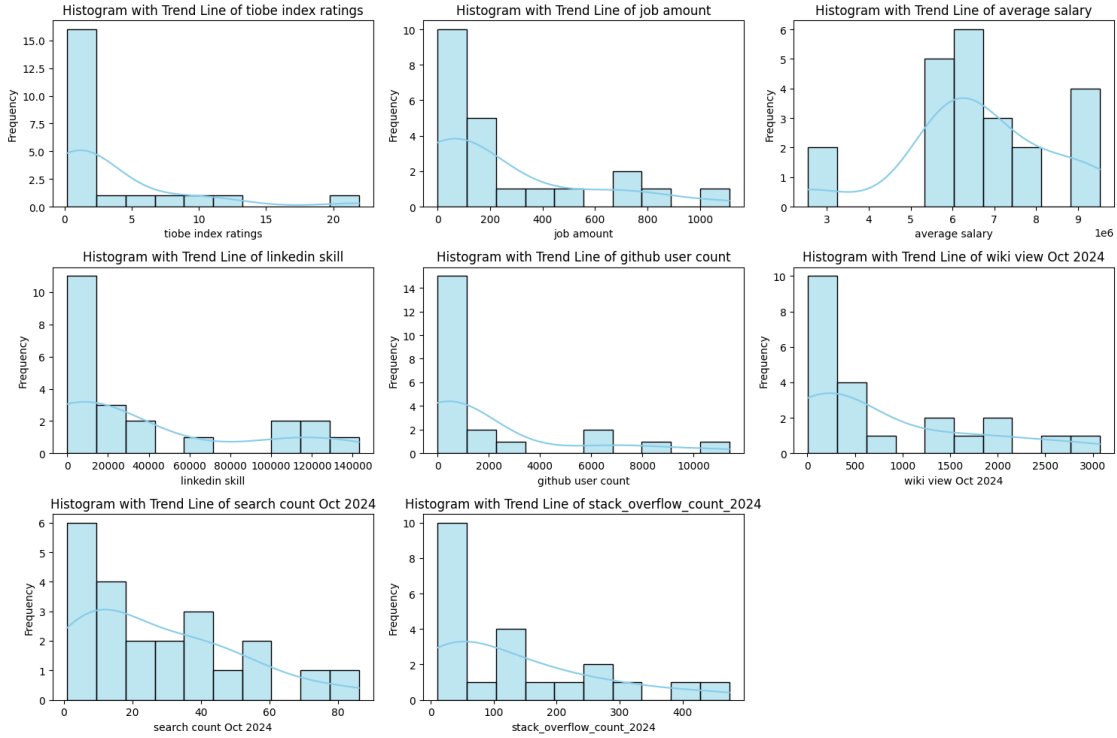 Histogram with Trend Line of tiobe index ratings
Frequency
15.0
12.5
10.0
7.5
5.0
2.5
0.0
0 5 10 15 20
tiobe index ratings
Histogram with Trend Line of job amount
Frequency
10
8
6
4
2
0
0 200 400 600 800 1000
job amount
Histogram with Trend Line of average salary
Frequency
6
5
4
3
2
1
0
3 4 5 6 7 8 9
1e6
average salary
Histogram with Trend Line of linkedin skill
Frequency
10
8
6
4
2
0
0 20000 40000 60000 80000 100000 120000 140000
linkedin skill
Histogram with Trend Line of github user count
Frequency
14
12
10
8
6
4
2
0
0 2000 4000 6000 8000 10000
github user count
Histogram with Trend Line of wiki view Oct 2024
Frequency
10
8
6
4
2
0
0 500 1000 1500 2000 2500 3000
wiki view Oct 2024
Histogram with Trend Line of search count Oct 2024
Frequency
6
5
4
3
2
1
0
0 20 40 60 80
search count Oct 2024
Histogram with Trend Line of stack_overflow_count_2024
Frequency
10
8
6
4
2
0
0 100 200 300 400
stack_overflow_count_2024